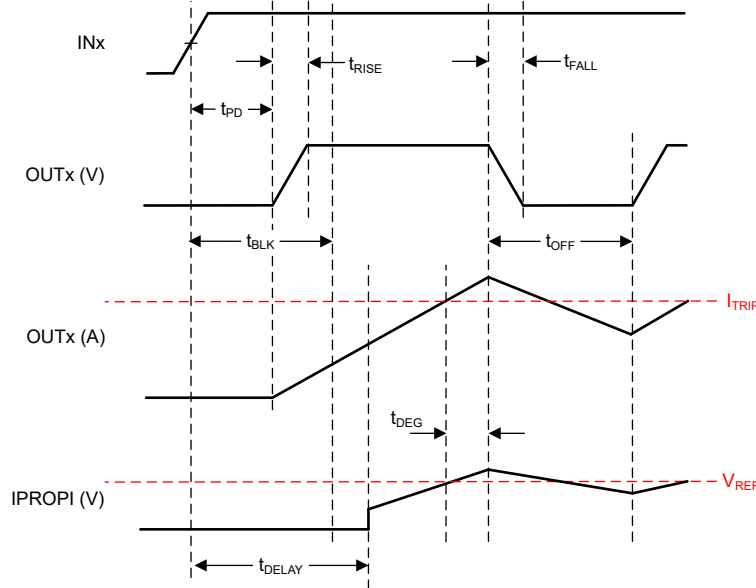 INx
tRISE
tFALL
tPD
OUTx (V)
tBLK
tOFF
ITRIP
OUTx (A)
tDEG
VREF
IPROPI (V)
tDELAY